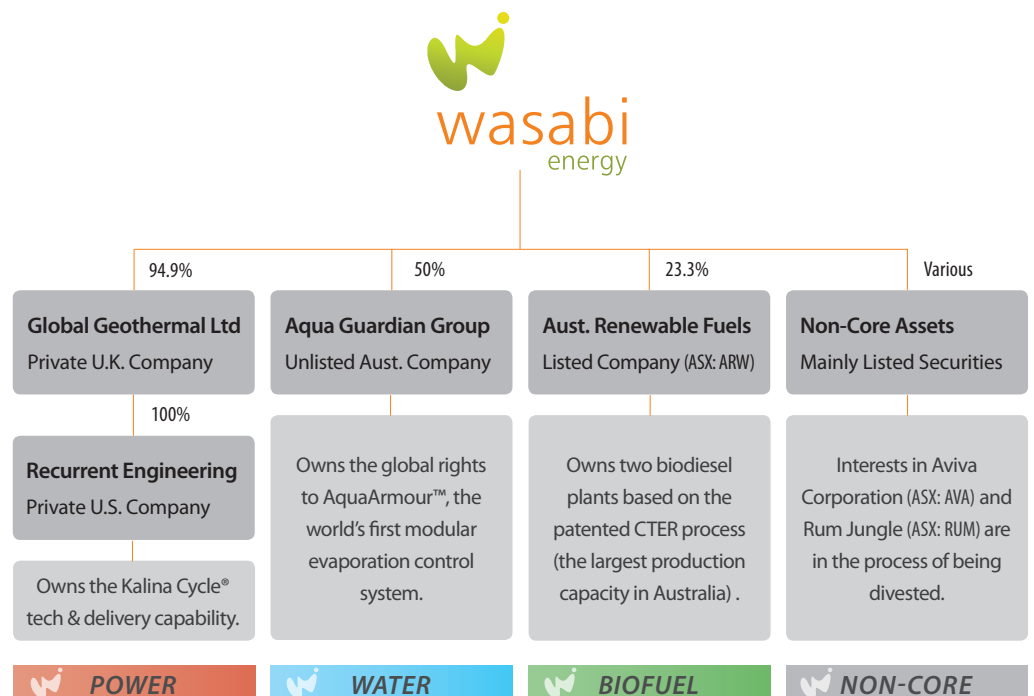 wasabi
energy
94.9%
50%
23.3%
Various
Global Geothermal Ltd
Private U.K. Company
Aqua Guardian Group
Unlisted Aust. Company
Aust. Renewable Fuels
Listed Company (ASX: ARW)
Non-Core Assets
Mainly Listed Securities
100%
Recurrent Engineering
Private U.S. Company
Owns the Kalina Cycle®
tech & delivery capability.
Owns the global rights
to AquaArmour™, the
world's first modular
evaporation control
system.
Owns two biodiesel
plants based on the
patented CTER process
(the largest production
capacity in Australia) .
Interests in Aviva
Corporation (ASX: AVA) and
Rum Jungle (ASX: RUM) are
in the process of being
divested.
POWER
WATER
BIOFUEL
NON-CORE